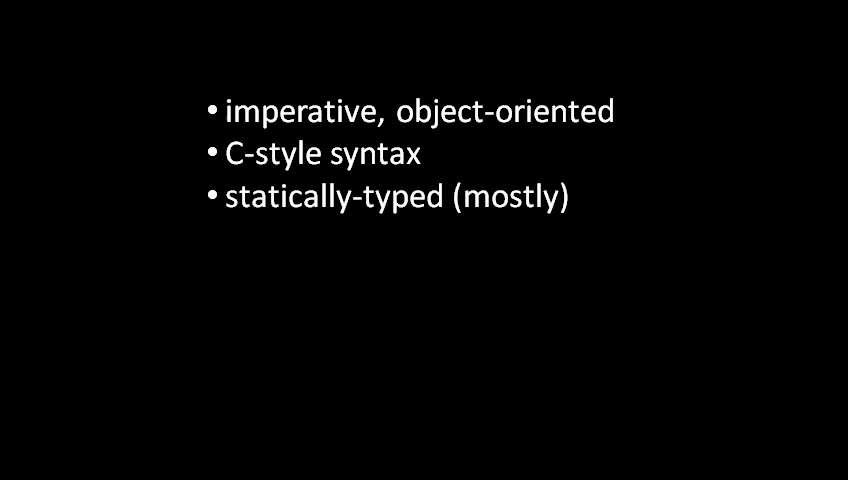 • imperative, object-oriented
• C-style syntax
• statically-typed (mostly)